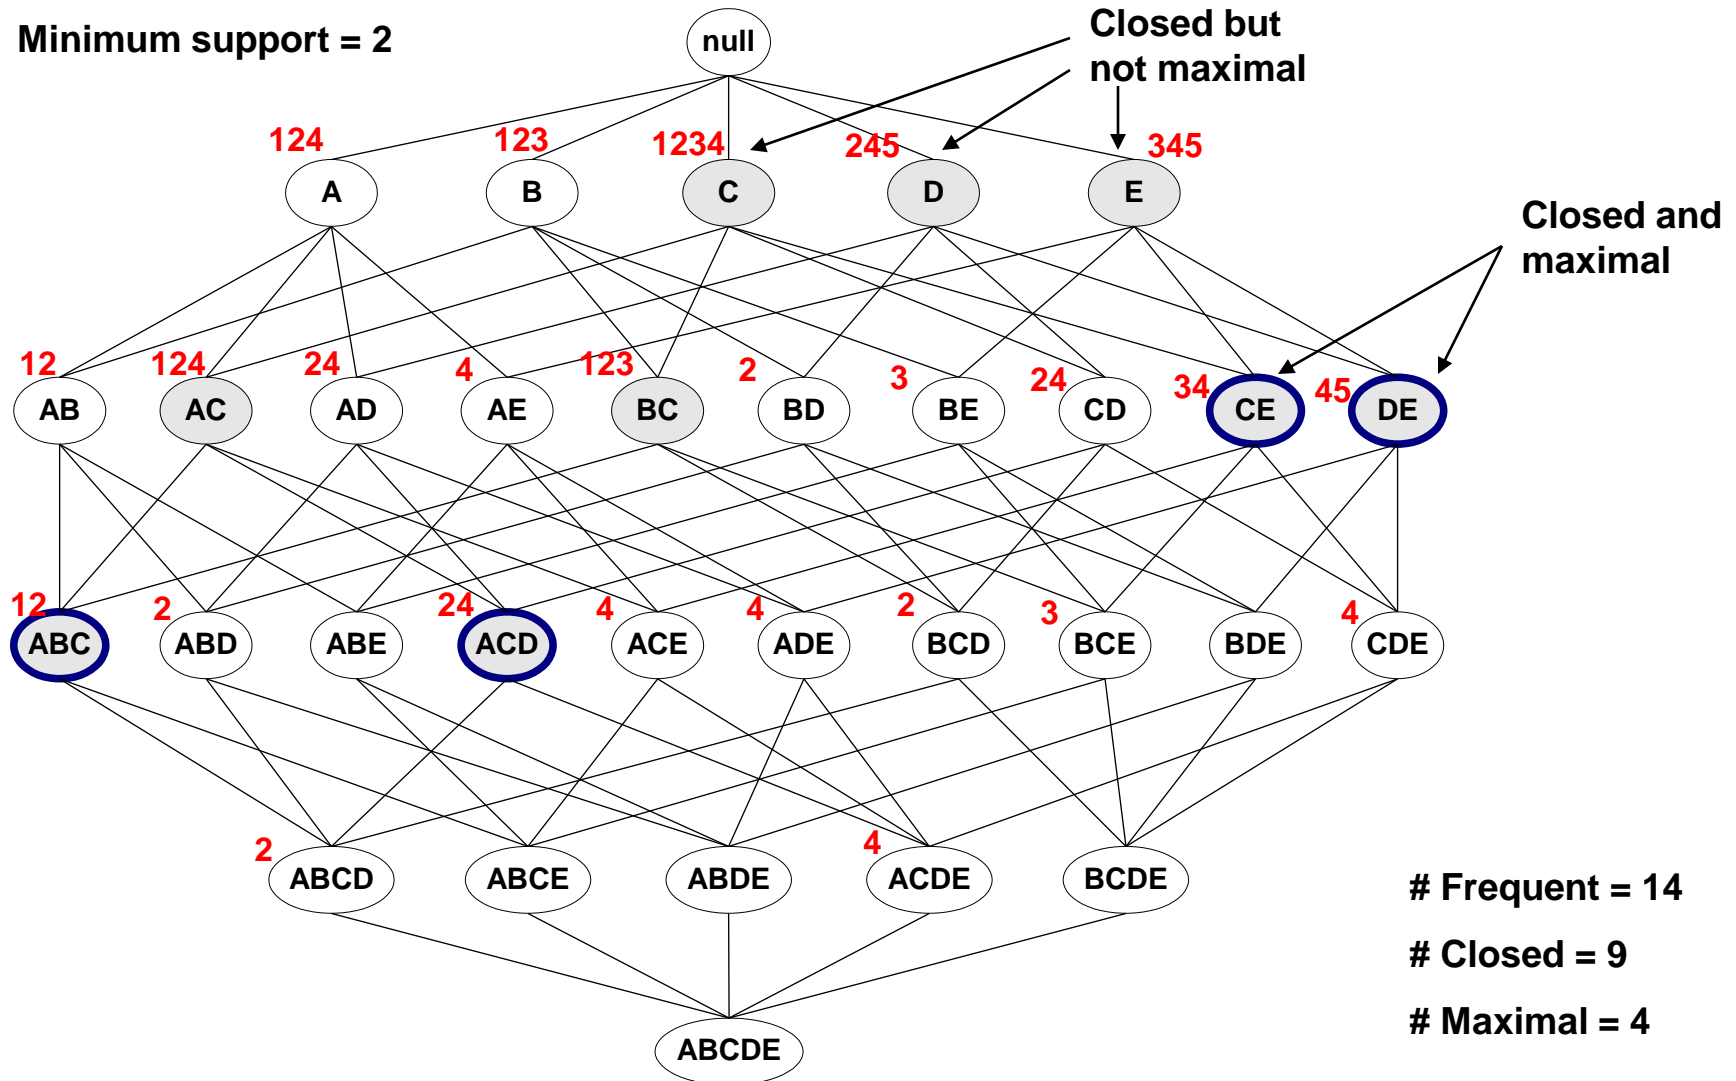 Minimum support = 2
null
Closed but
not maximal
124
123
1234
245
345
A
B
C
D
E
Closed and
maximal
12
124
24
4
123
2
3
24
34
45
AB
AC
AD
AE
BC
BD
BE
CD
CE
DE
12
2
24
4
4
2
3
4
ABC
ABD
ABE
ACD
ACE
ADE
BCD
BCE
BDE
CDE
2
4
ABCD
ABCE
ABDE
ACDE
BCDE
# Frequent = 14
# Closed = 9
# Maximal = 4
ABCDE